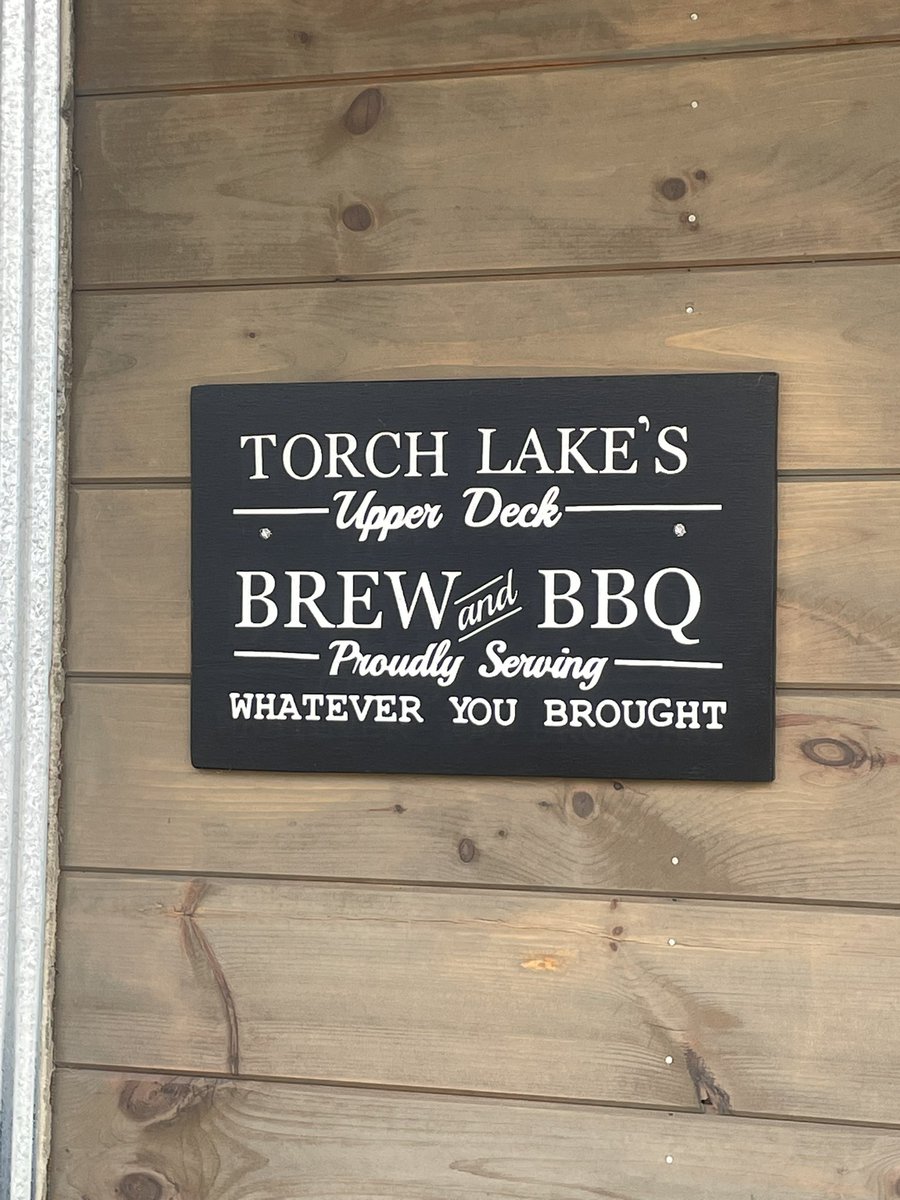 TORCH LAKE'S
Upper Deck
BREW and BBQ
Proudly Serving
WHATEVER YOU BROUGHT